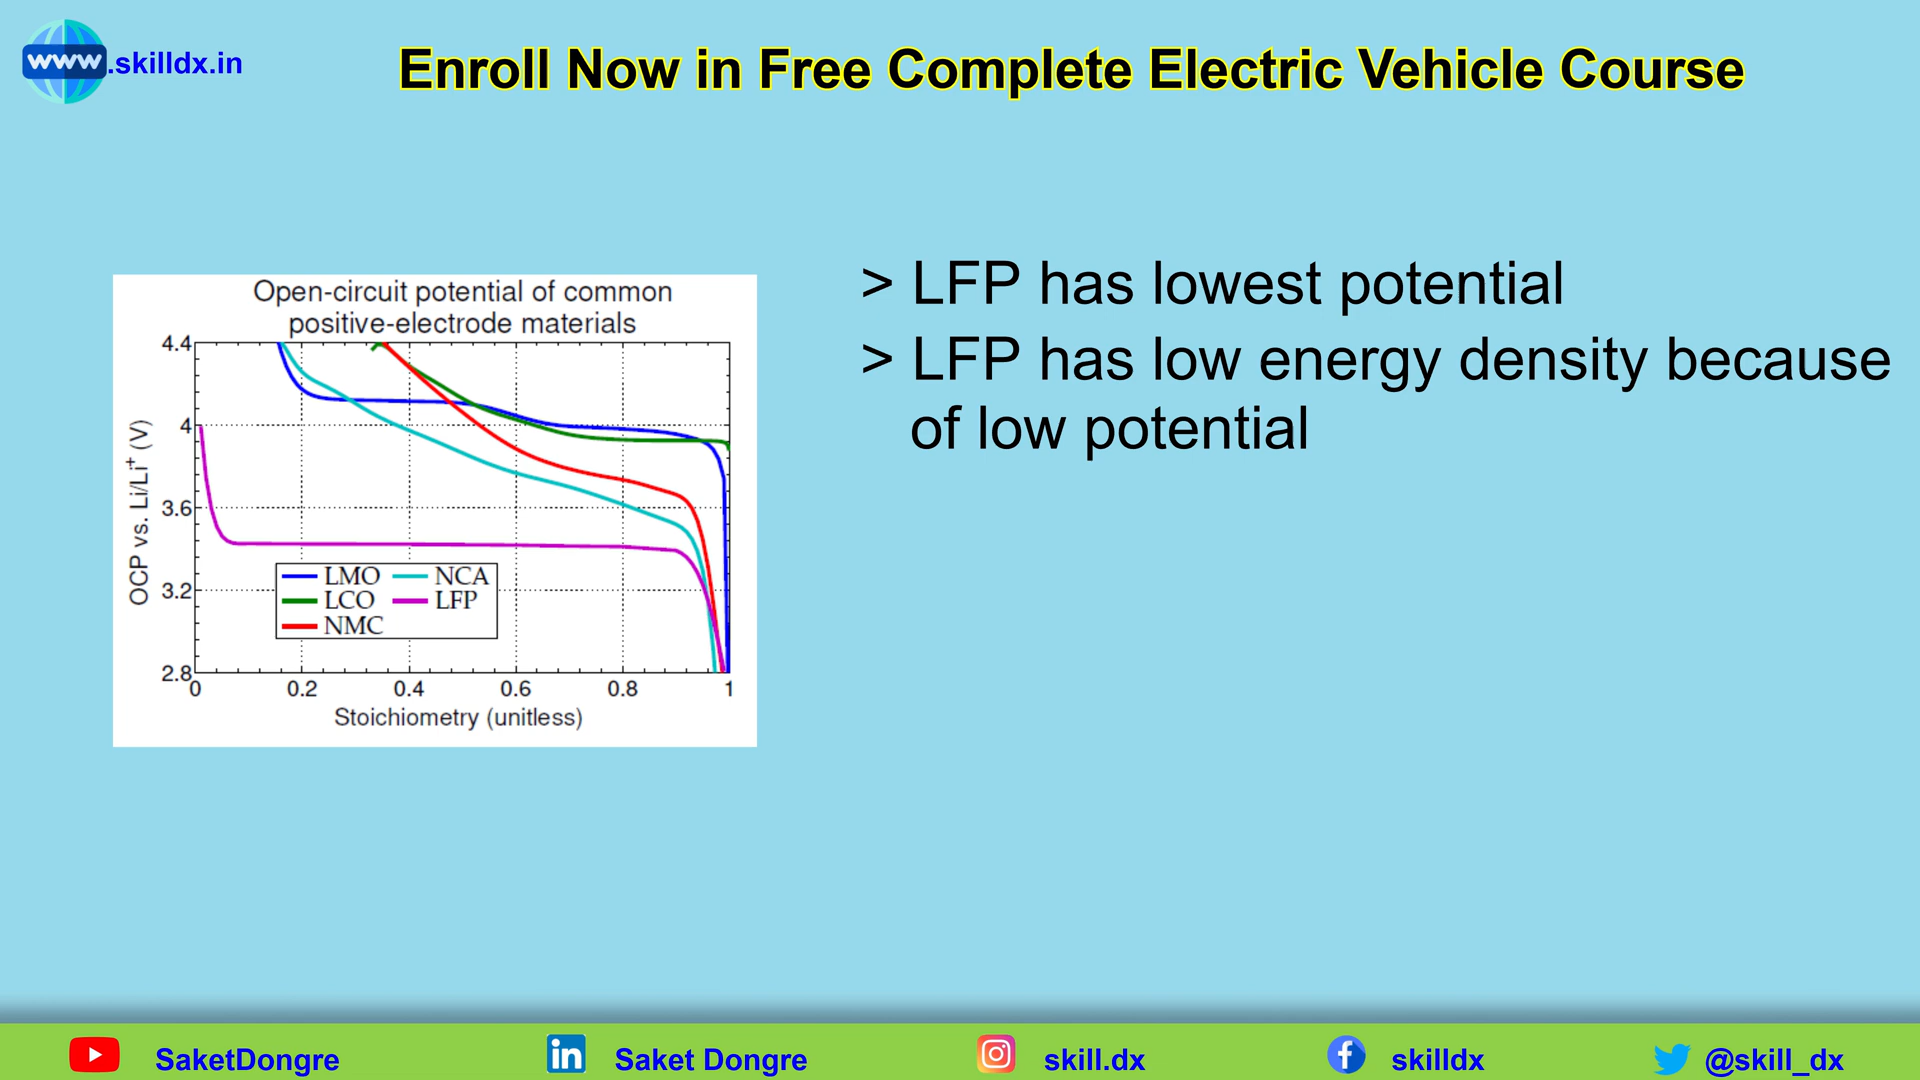 www.skilldx.in
Enroll Now in Free Complete Electric Vehicle Course
Open-circuit potential of common
positive-electrode materials
4.4
4
3.6
3.2
2.8
OCP vs. Li/Li⁺ (V)
LMO NCA
LCO LFP
NMC
0 0.2 0.4 0.6 0.8 1
Stoichiometry (unitless)
> LFP has lowest potential
> LFP has low energy density because
of low potential
SaketDongre in Saket Dongre skill.dx skilldx @skill_dx